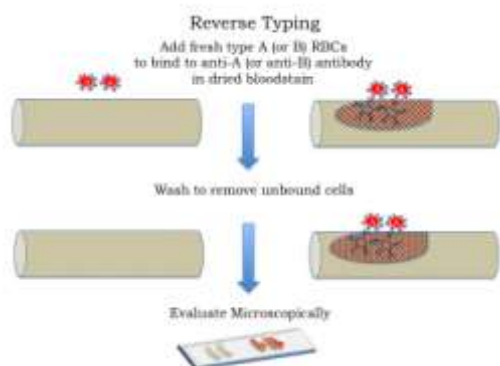 Reverse Typing
Add fresh type A (or B) RBCs
to bind to anti-A (or anti-B) antibody
in dried bloodstain
Wash to remove unbound cells
Evaluate Microscopically